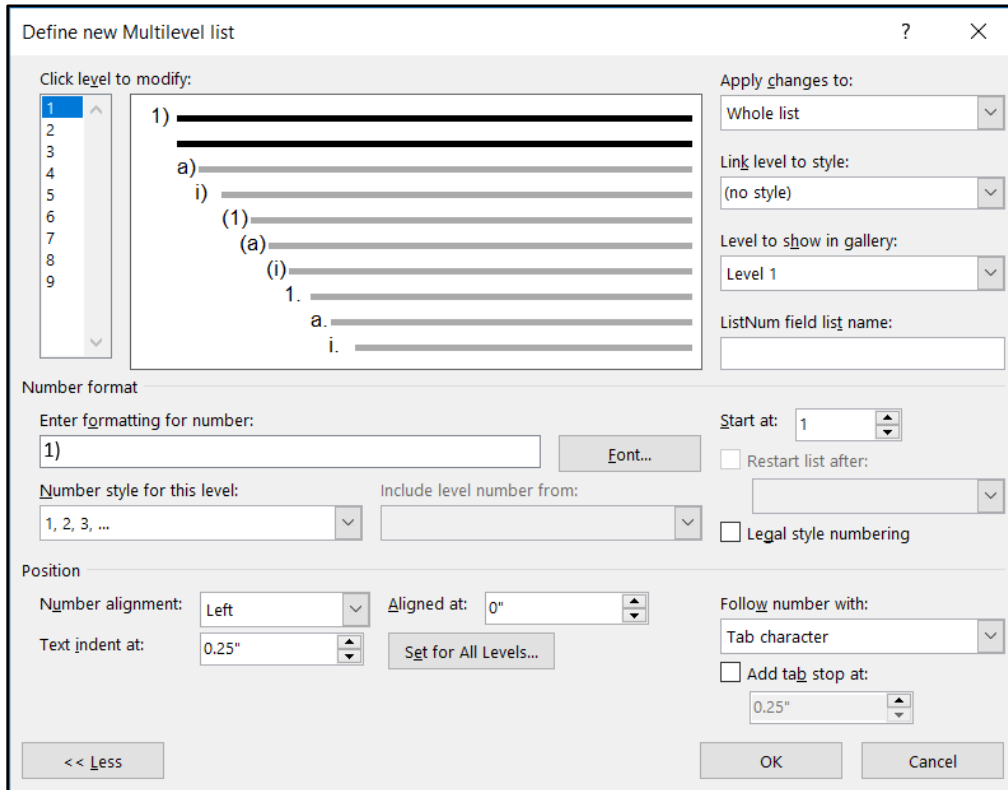 Define new Multilevel list ?
Click level to modify:
1
2
3
4
5
6
7
8
9
1)
a)
i)
(1)
(a)
(i)
1.
a.
i.
Apply changes to:
Whole list
Link level to style:
(no style)
Level to show in gallery:
Level 1
ListNum field list name:
Number format
Enter formatting for number:
1)
Font...
Start at: 1
Restart list after:
Number style for this level:
1, 2, 3, ...
Include level number from:
Legal style numbering
Position
Number alignment: Left
Aligned at: 0"
Text indent at: 0.25"
Set for All Levels...
Follow number with:
Tab character
Add tab stop at:
0.25"
<< Less
OK
Cancel